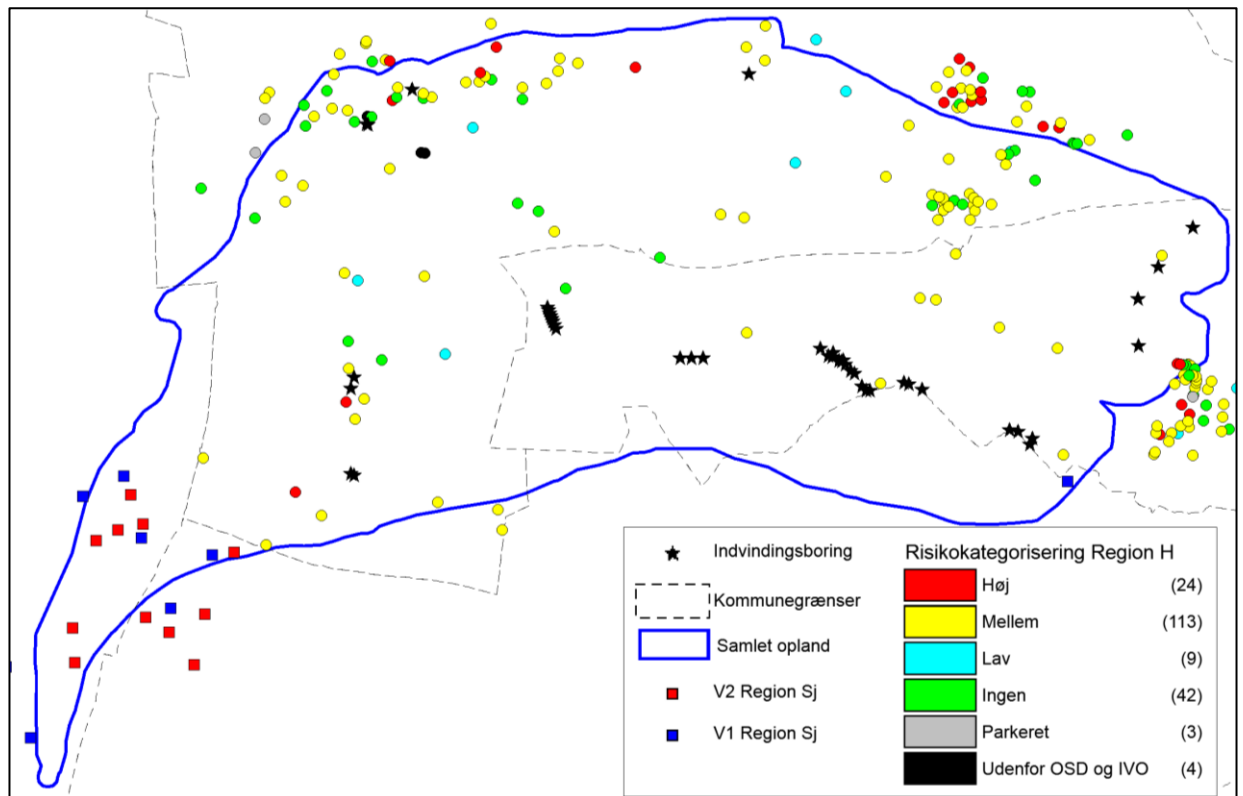 Indvindingsboring
Kommunegrænser
Samlet opland
V2 Region Sj
V1 Region Sj
Risikokategorisering Region H
Høj (24)
Mellem (113)
Lav (9)
Ingen (42)
Parkeret (3)
Udenfor OSD og IVO (4)